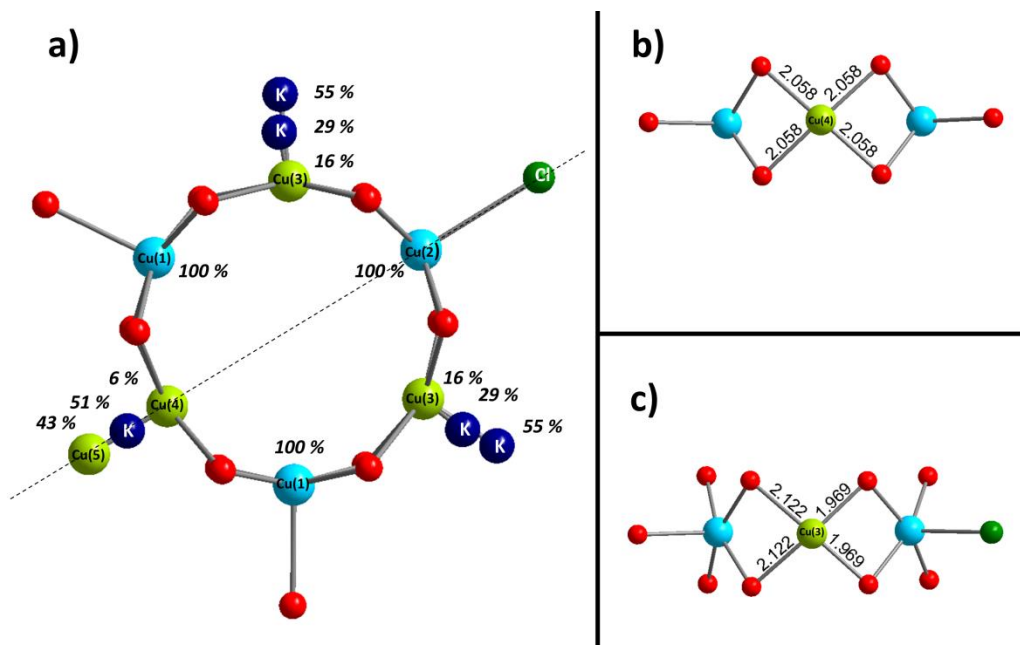 a)
K 55 %
K 29 %
16 %
Cu(3)
Cl
Cu(1)
Cu(2)
100 %
100 %
6 %
16 %
51 %
Cu(4)
Cu(3)
29 %
43 %
K
K
55 %
Cu(5)
K
100 %
Cu(1)
b)
2.058
2.058
Cu(4)
2.058
2.058
c)
2.122
1.969
Cu(3)
2.122
1.969